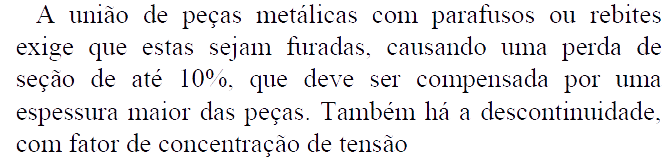 A união de peças metálicas com parafusos ou rebites
exige que estas sejam furadas, causando uma perda de
seção de até 10%, que deve ser compensada por uma
espessura maior das peças. Também há a descontinuidade,
com fator de concentração de tensão